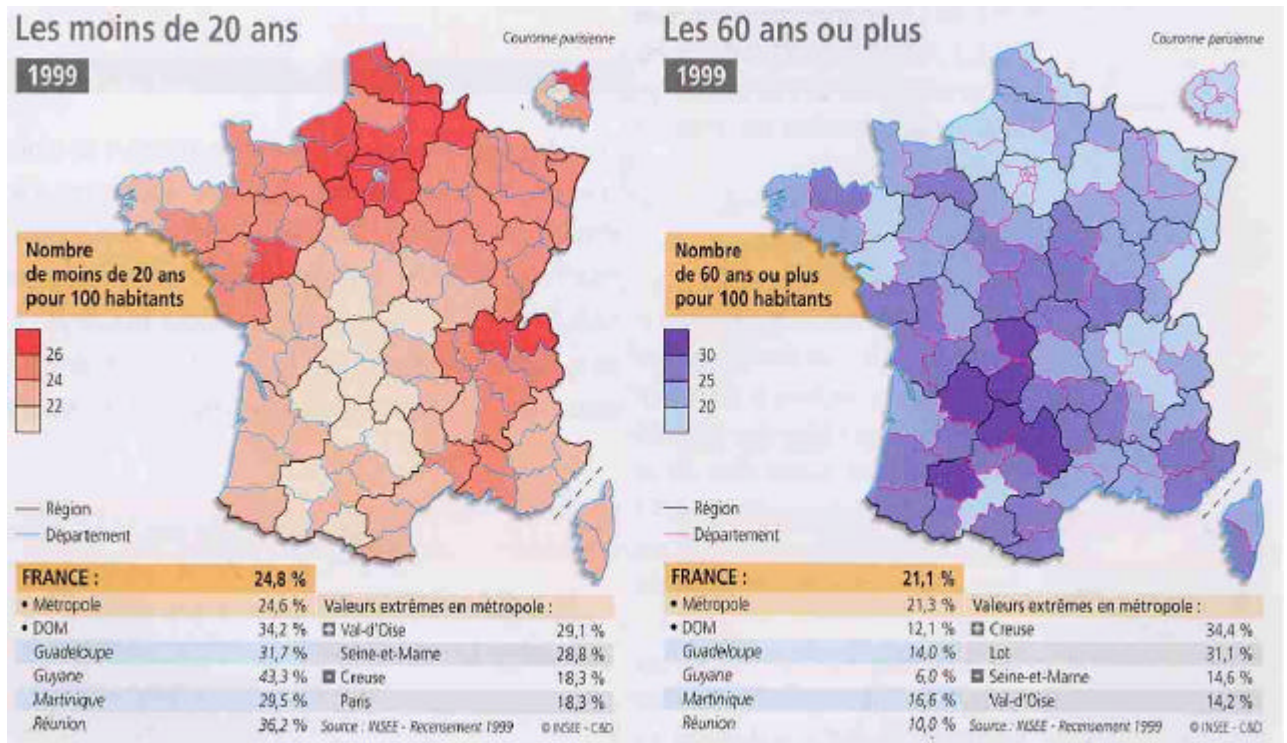 Les moins de 20 ans
Couronne parisienne
1999
Nombre
de moins de 20 ans
pour 100 habitants
26
24
22
Région
Département
FRANCE : 24,8 %
• Métropole 24,6 %
• DOM 34,2 %
Guadeloupe 31,7 %
Guyane 43,3 %
Martinique 29,5 %
Réunion 36,2 %
Valeurs extrêmes en métropole :
Val-d'Oise 29,1 %
Seine-et-Marne 28,8 %
Creuse 18,3 %
Paris 18,3 %
Source : INSEE - Recensement 1999 © INSEE - C&D
Les 60 ans ou plus
Couronne parisienne
1999
Nombre
de 60 ans ou plus
pour 100 habitants
30
25
20
Région
Département
FRANCE : 21,1 %
• Métropole 21,3 %
• DOM 12,1 %
Guadeloupe 14,0 %
Guyane 6,0 %
Martinique 16,6 %
Réunion 10,0 %
Valeurs extrêmes en métropole :
Creuse 34,4 %
Lot 31,1 %
Seine-et-Marne 14,6 %
Val-d'Oise 14,2 %
Source : INSEE - Recensement 1999 © INSEE - C&D